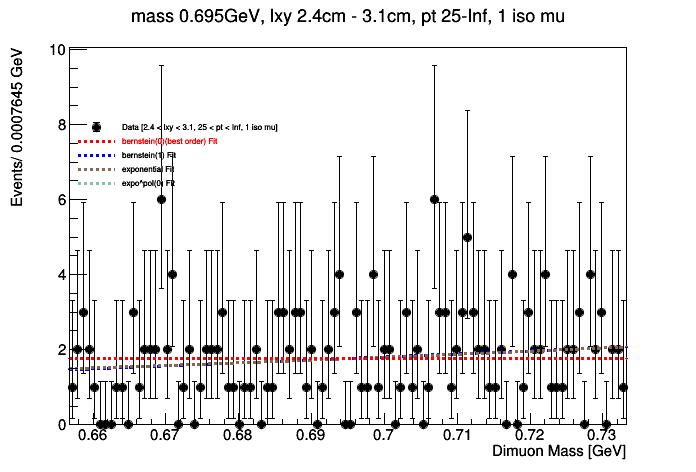 mass 0.695GeV, lxy 2.4cm - 3.1cm, pt 25-Inf, 1 iso mu
Events/ 0.0007645 GeV
10
8
6
4
2
0
Data [2.4 < lxy < 3.1, 25 < pt < Inf, 1 iso mu]
bernstein(0)(best order) Fit
bernstein(1) Fit
exponential Fit
expo*pol(0) Fit
0.66 0.67 0.68 0.69 0.7 0.71 0.72 0.73
Dimuon Mass [GeV]